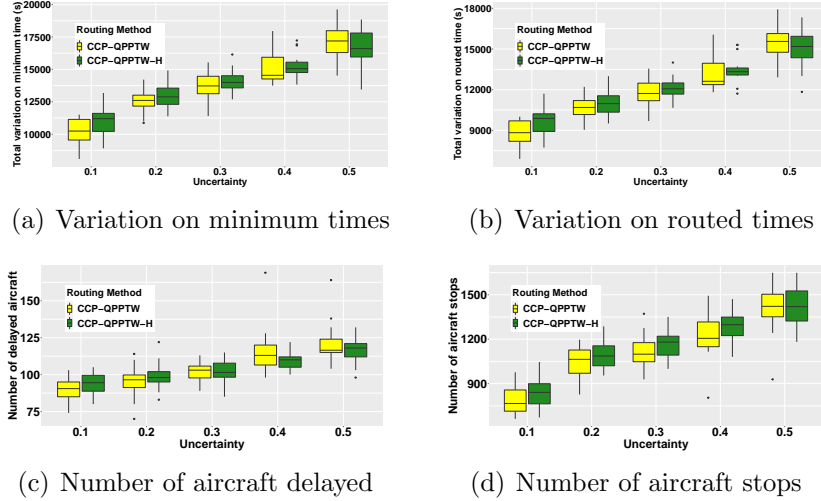 Total variation on minimum time (s)
20000
17500
15000
12500
10000
Routing Method
CCP−QPPTW
CCP−QPPTW−H
0.1 0.2 0.3 0.4 0.5
Uncertainty
(a) Variation on minimum times
Total variation on routed time (s)
18000
15000
12000
9000
Routing Method
CCP−QPPTW
CCP−QPPTW−H
0.1 0.2 0.3 0.4 0.5
Uncertainty
(b) Variation on routed times
Number of delayed aircraft
150
125
100
75
Routing Method
CCP−QPPTW
CCP−QPPTW−H
0.1 0.2 0.3 0.4 0.5
Uncertainty
(c) Number of aircraft delayed
Number of aircraft stops
1500
1200
900
Routing Method
CCP−QPPTW
CCP−QPPTW−H
0.1 0.2 0.3 0.4 0.5
Uncertainty
(d) Number of aircraft stops